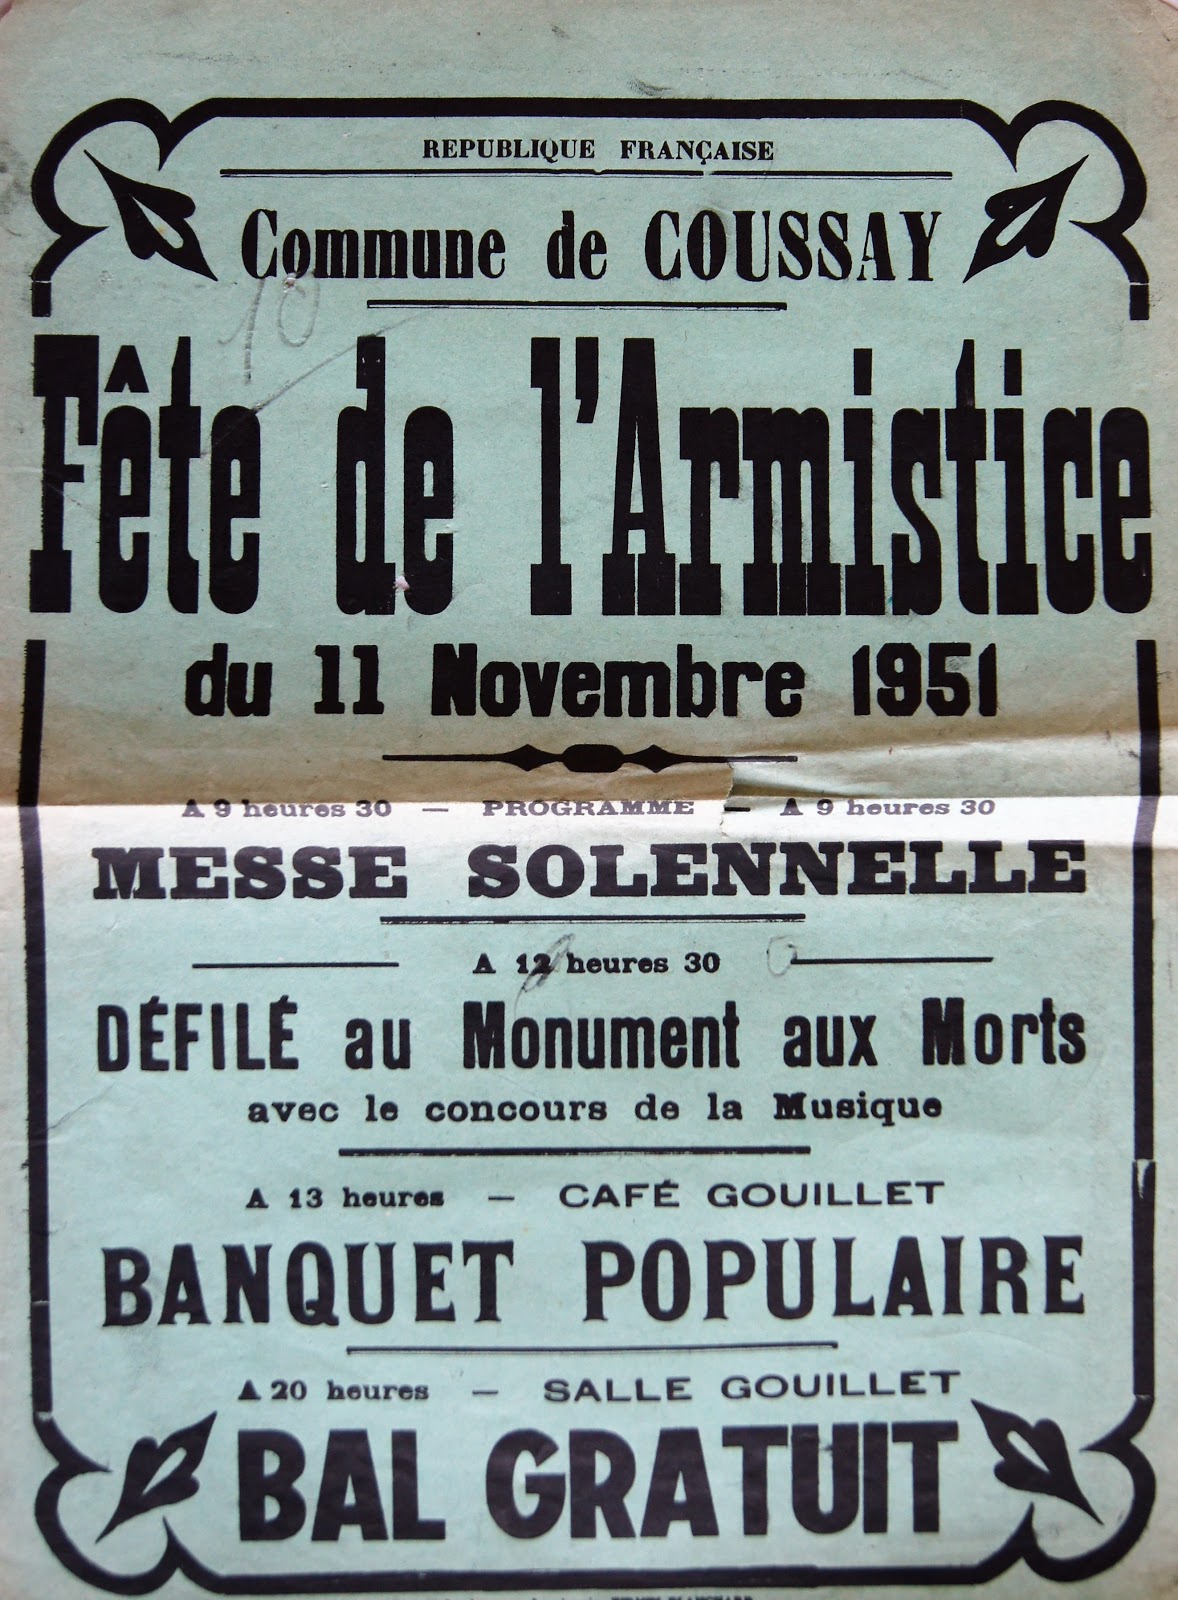 REPUBLIQUE FRANÇAISE
Commune de COUSSAY
10
Fête de l'Armistice
du 11 Novembre 1951
A 9 heures 30 — PROGRAMME — A 9 heures 30
MESSE SOLENNELLE
A 12 heures 30
DÉFILÉ au Monument aux Morts
avec le concours de la Musique
A 13 heures — CAFÉ GOUILLET
BANQUET POPULAIRE
A 20 heures — SALLE GOUILLET
BAL GRATUIT